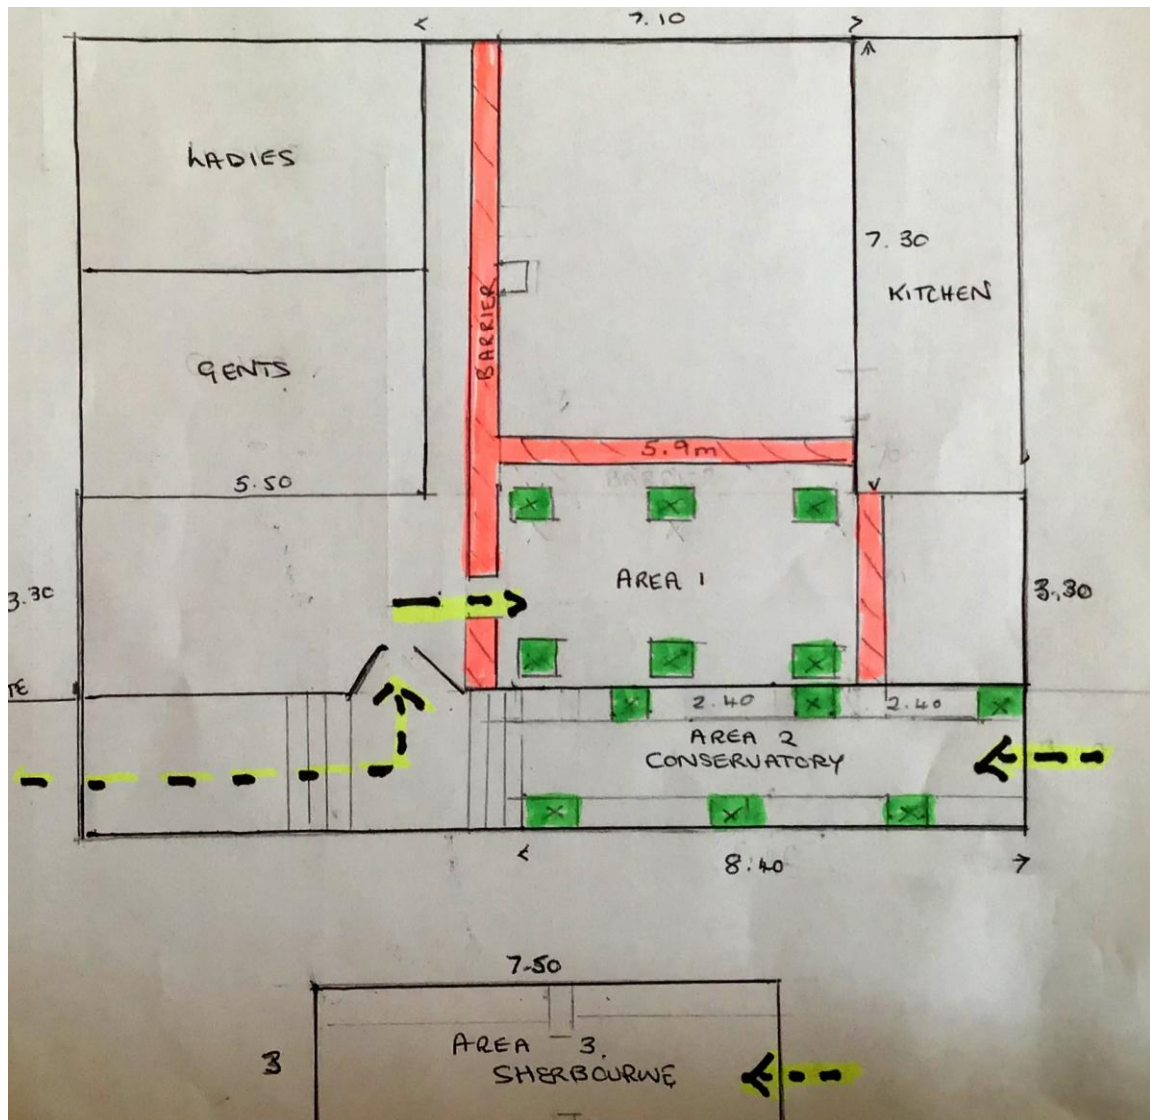 7.10
LADIES
7.30
KITCHEN
BARRIER
GENTS
5.9m
5.50
AREA 1
3.30
3.30
TE
2.40
2.40
AREA 2
CONSERVATORY
8.40
7.50
AREA 3.
3
SHERBOURNE